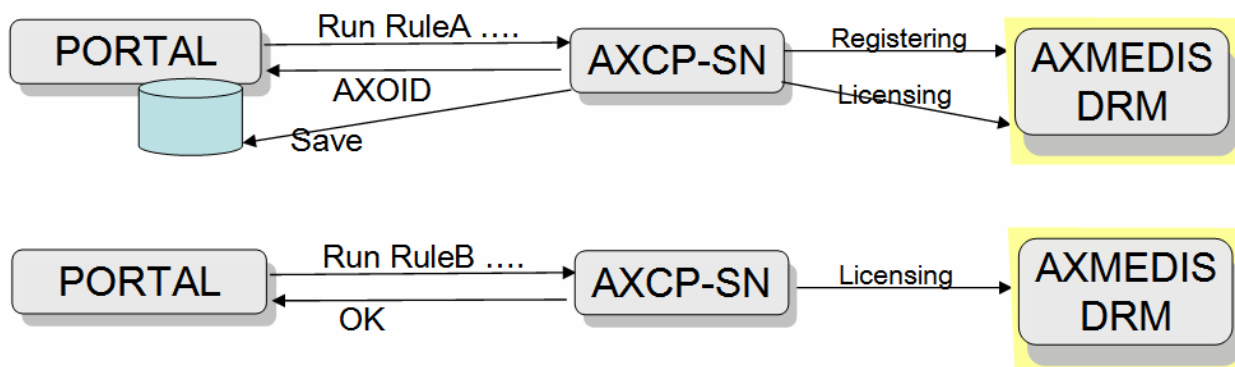 PORTAL
Run RuleA ....
AXOID
Save
AXCP-SN
Registering
Licensing
AXMEDIS
DRM
PORTAL
Run RuleB ....
OK
AXCP-SN
Licensing
AXMEDIS
DRM